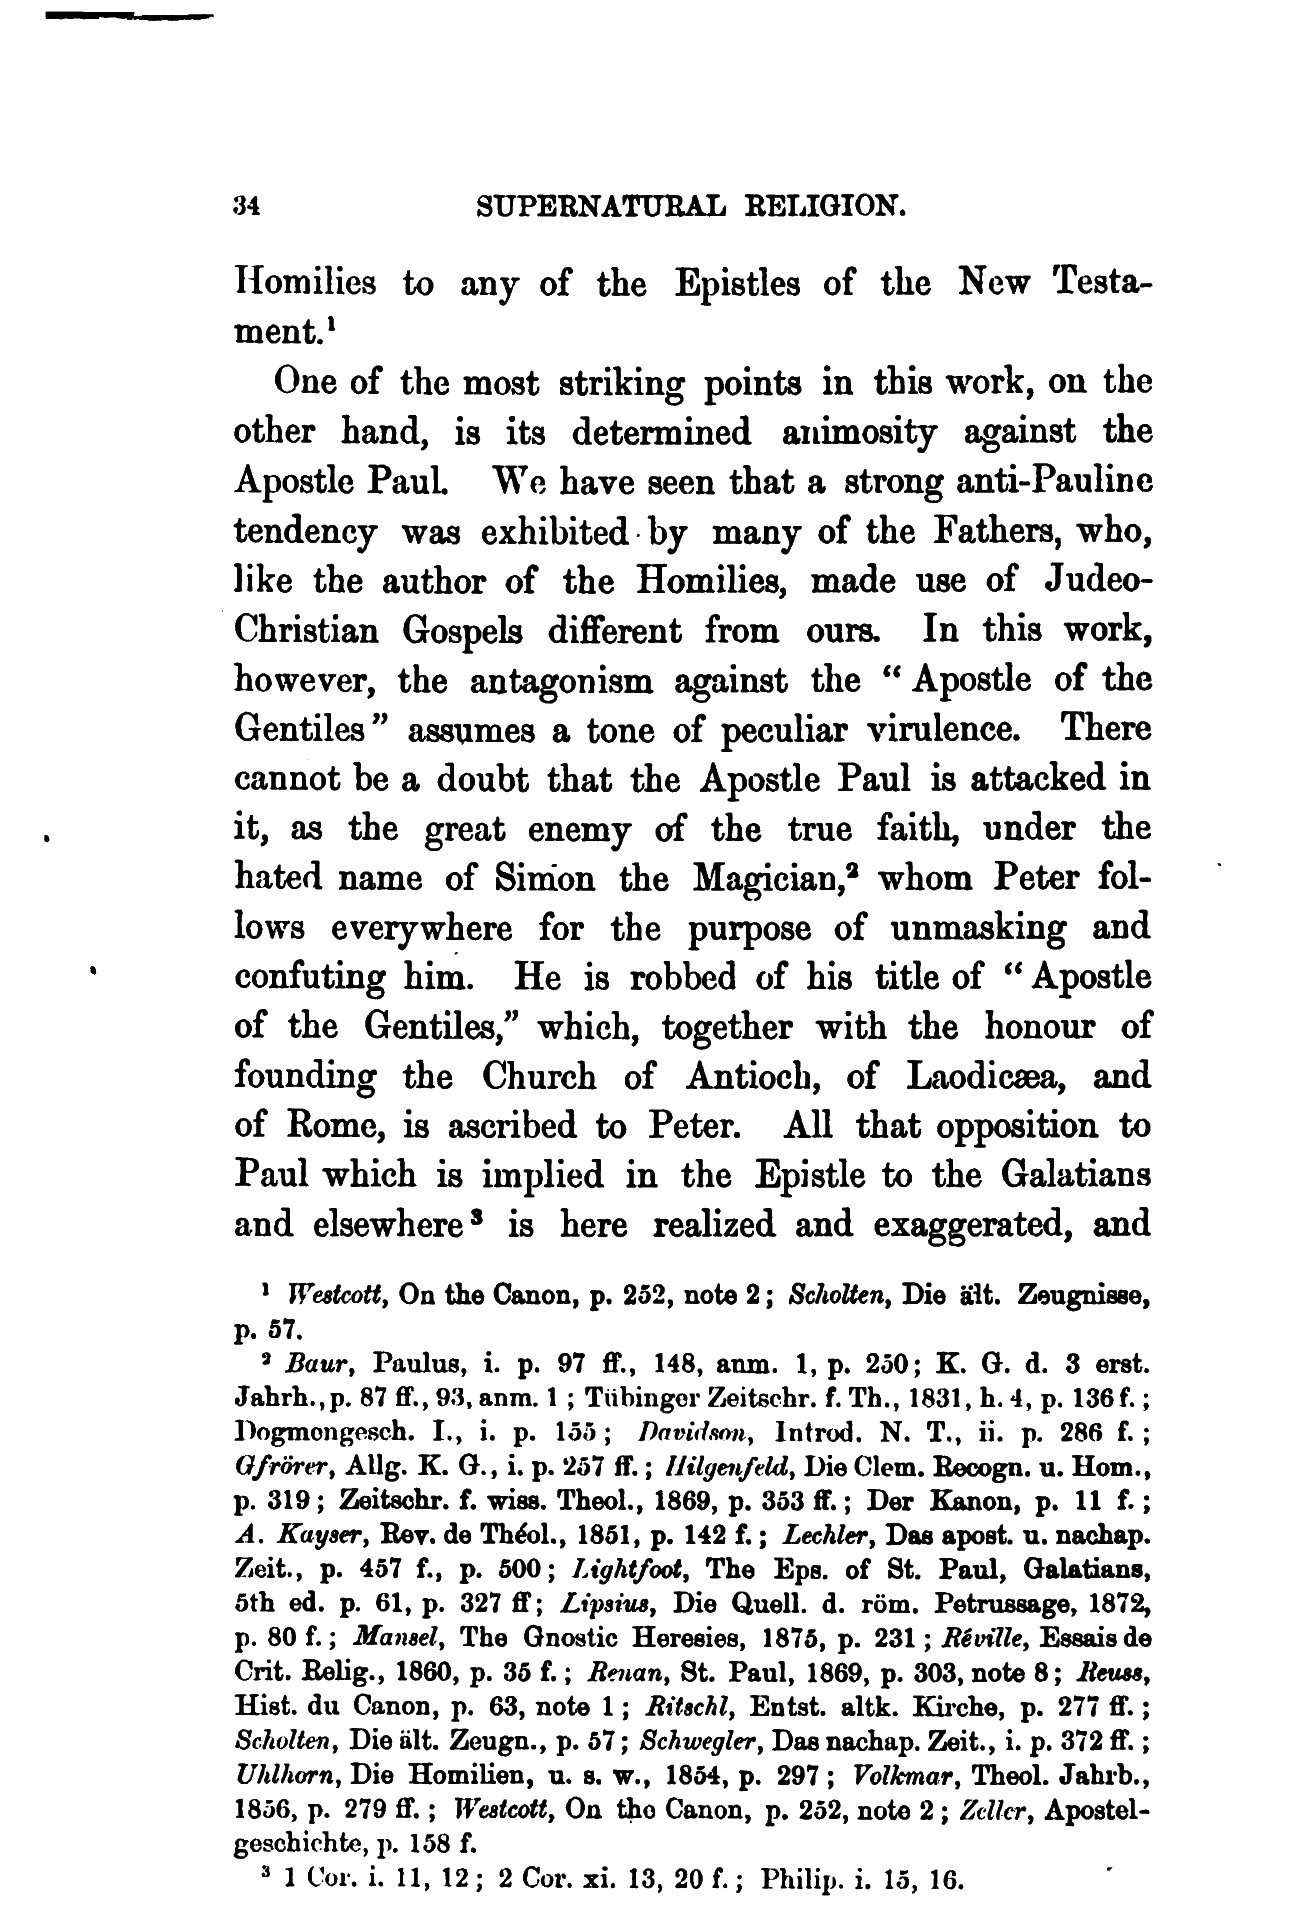 34 SUPERNATURAL RELIGION.
Homilies to any of the Epistles of the New Testa-
ment.¹
One of the most striking points in this work, on the
other hand, is its determined animosity against the
Apostle Paul. We have seen that a strong anti-Pauline
tendency was exhibited by many of the Fathers, who,
like the author of the Homilies, made use of Judeo-
Christian Gospels different from ours. In this work,
however, the antagonism against the “Apostle of the
Gentiles” assumes a tone of peculiar virulence. There
cannot be a doubt that the Apostle Paul is attacked in
it, as the great enemy of the true faith, under the
hated name of Simon the Magician,² whom Peter fol-
lows everywhere for the purpose of unmasking and
confuting him. He is robbed of his title of “Apostle
of the Gentiles,” which, together with the honour of
founding the Church of Antioch, of Laodicæa, and
of Rome, is ascribed to Peter. All that opposition to
Paul which is implied in the Epistle to the Galatians
and elsewhere³ is here realized and exaggerated, and
¹ Westcott, On the Canon, p. 252, note 2; Scholten, Die ält. Zeugnisse,
p. 57.
² Baur, Paulus, i. p. 97 ff., 148, anm. 1, p. 250; K. G. d. 3 erst.
Jahrh., p. 87 ff., 93, anm. 1; Tübinger Zeitschr. f. Th., 1831, h. 4, p. 136 f.;
Dogmengesch. I., i. p. 155; Davidson, Introd. N. T., ii. p. 286 f.;
Gfrörer, Allg. K. G., i. p. 257 ff.; Hilgenfeld, Die Clem. Recogn. u. Hom.,
p. 319; Zeitschr. f. wiss. Theol., 1869, p. 353 ff.; Der Kanon, p. 11 f.;
A. Kayser, Rev. de Théol., 1851, p. 142 f.; Lechler, Das apost. u. nachap.
Zeit., p. 457 f., p. 500; Lightfoot, The Eps. of St. Paul, Galatians,
5th ed. p. 61, p. 327 ff; Lipsius, Die Quell. d. röm. Petrussage, 1872,
p. 80 f.; Mansel, The Gnostic Heresies, 1875, p. 231; Réville, Essais de
Crit. Relig., 1860, p. 35 f.; Renan, St. Paul, 1869, p. 303, note 8; Reuss,
Hist. du Canon, p. 63, note 1; Ritschl, Entst. altk. Kirche, p. 277 ff.;
Scholten, Die ält. Zeugn., p. 57; Schwegler, Das nachap. Zeit., i. p. 372 ff.;
Uhlhorn, Die Homilien, u. s. w., 1854, p. 297; Volkmar, Theol. Jahrb.,
1856, p. 279 ff.; Westcott, On the Canon, p. 252, note 2; Zeller, Apostel-
geschichte, p. 158 f.
³ 1 Cor. i. 11, 12; 2 Cor. xi. 13, 20 f.; Philip. i. 15, 16.